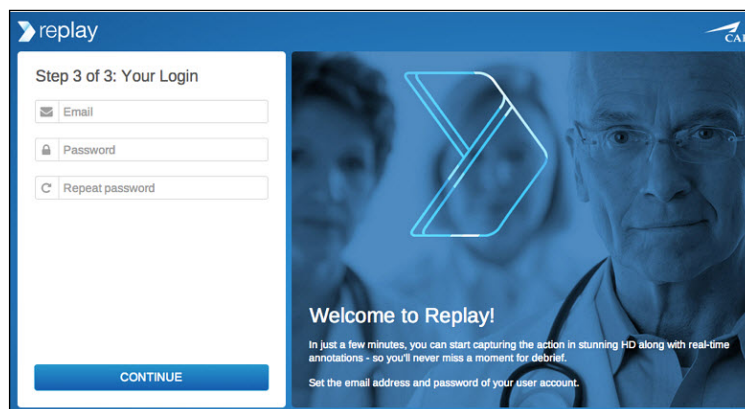 replay
Step 3 of 3: Your Login
Email
Password
Repeat password
CONTINUE
Welcome to Replay!
In just a few minutes, you can start capturing the action in stunning HD along with real-time
annotations - so you'll never miss a moment for debrief.
Set the email address and password of your user account.